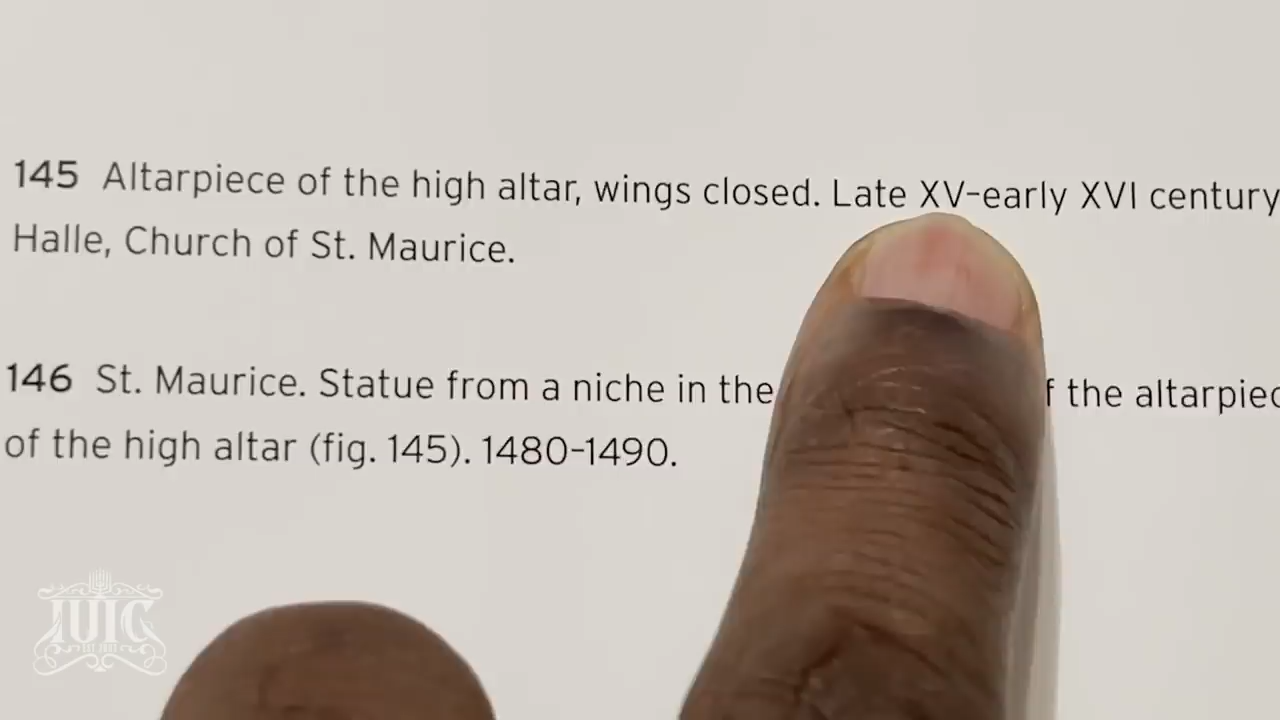 145 Altarpiece of the high altar, wings closed. Late XV-early XVI century
Halle, Church of St. Maurice.
146 St. Maurice. Statue from a niche in the f the altarpiec
of the high altar (fig. 145). 1480-1490.
IUIC